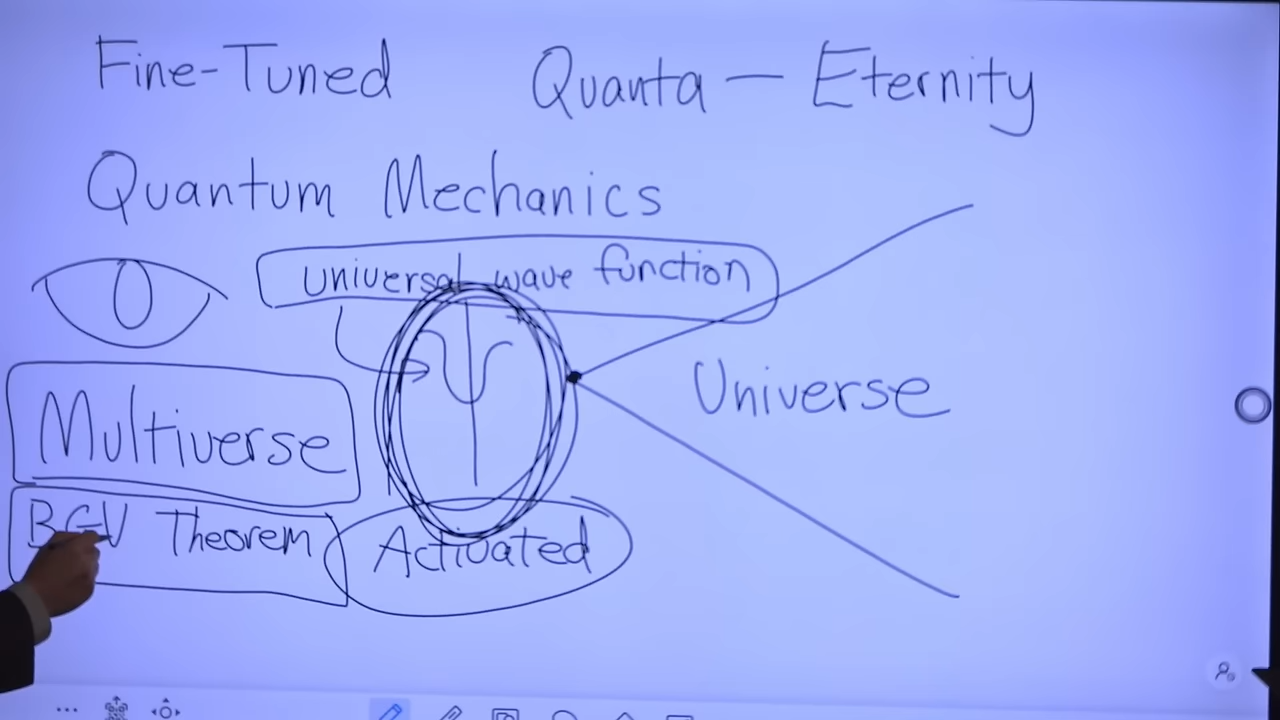 Fine-Tuned Quanta — Eternity
Quantum Mechanics
universal wave function
Ψ
Universe
Multiverse
BGV Theorem
Activated